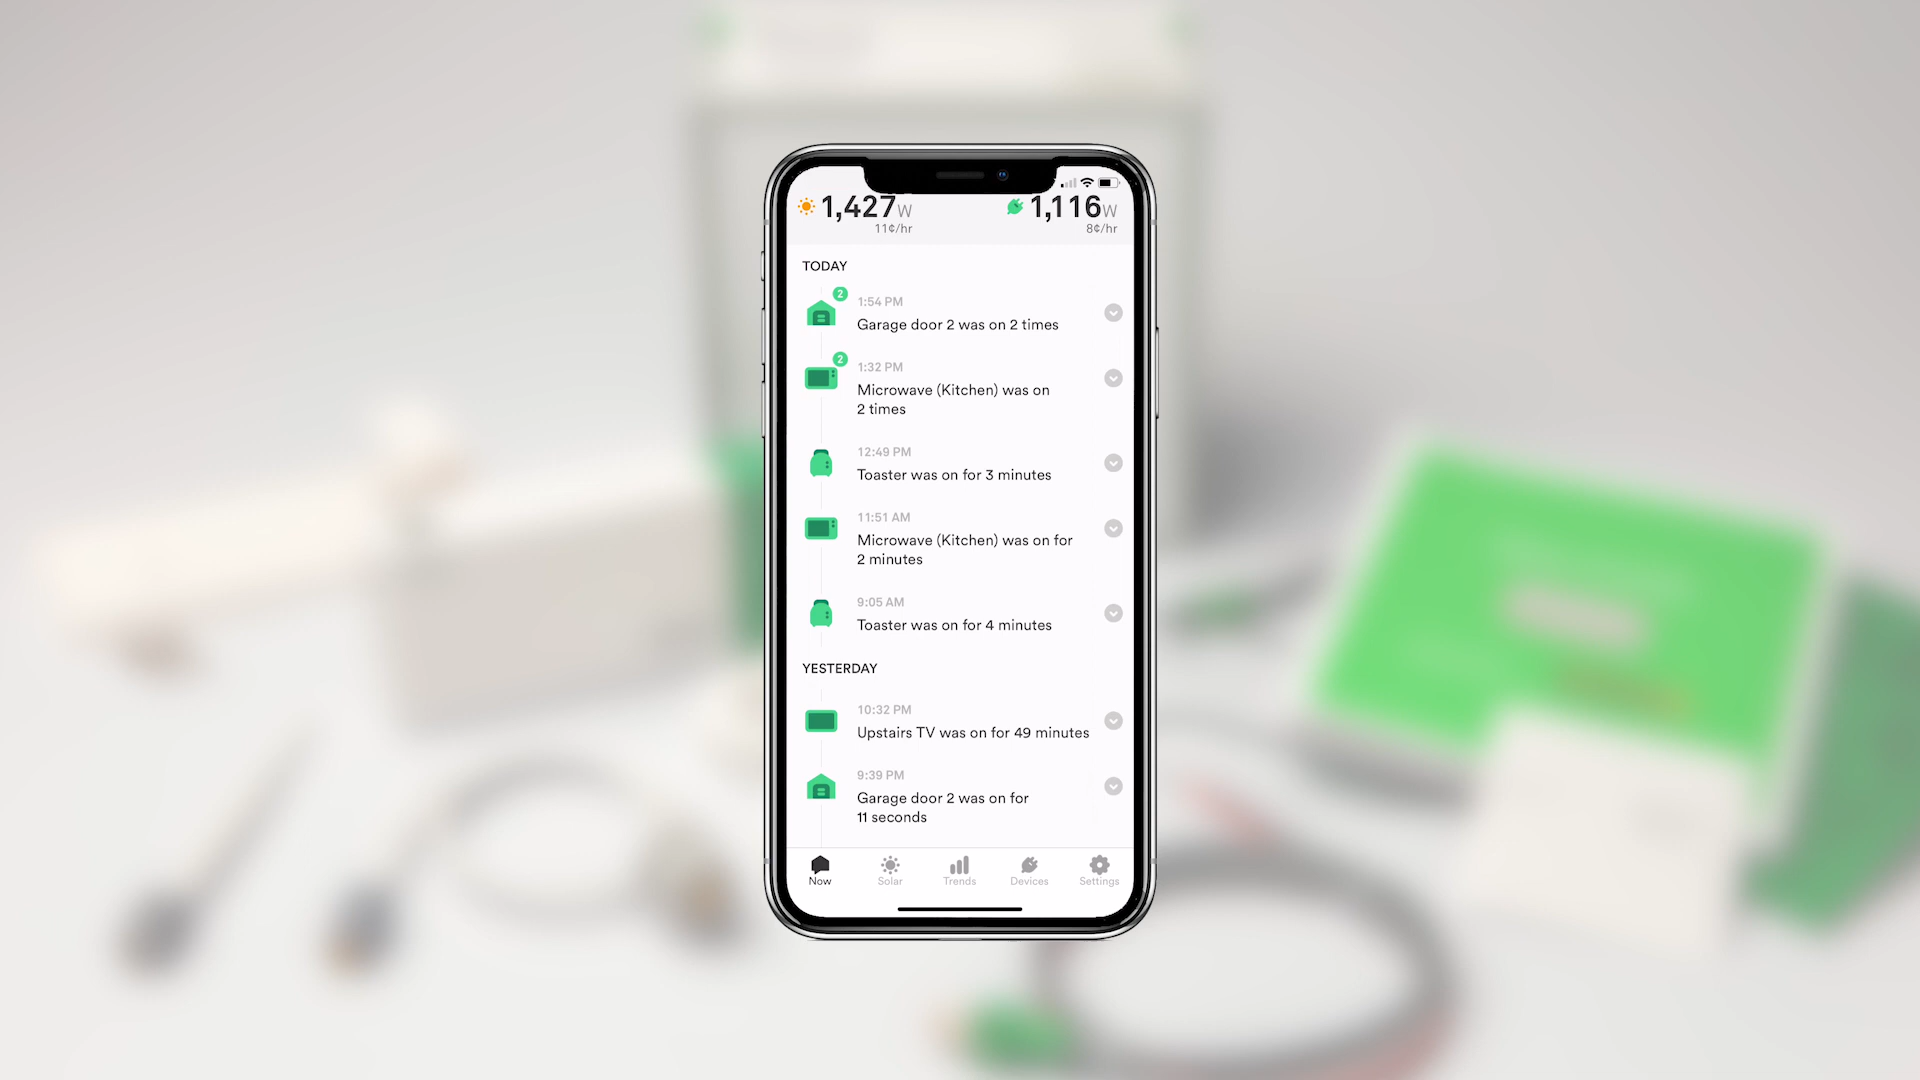 1,427W
11¢/hr
1,116W
8¢/hr
TODAY
2
1:54 PM
Garage door 2 was on 2 times
2
1:32 PM
Microwave (Kitchen) was on
2 times
12:49 PM
Toaster was on for 3 minutes
11:51 AM
Microwave (Kitchen) was on for
2 minutes
9:05 AM
Toaster was on for 4 minutes
YESTERDAY
10:32 PM
Upstairs TV was on for 49 minutes
9:39 PM
Garage door 2 was on for
11 seconds
Now
Solar
Trends
Devices
Settings